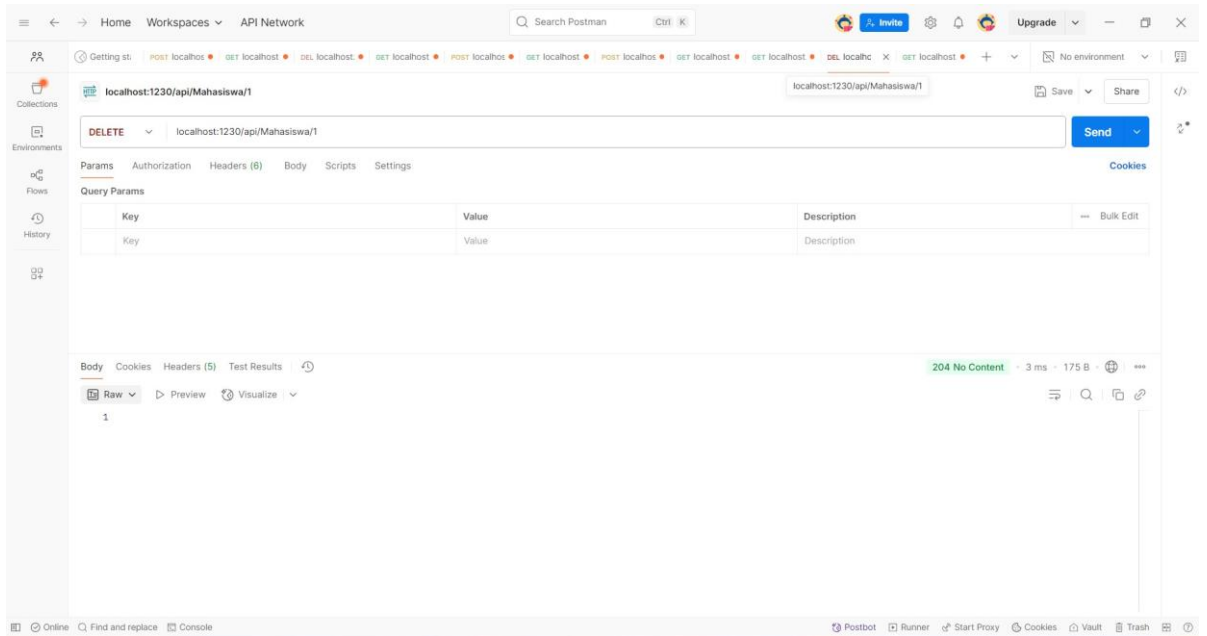 Home Workspaces API Network Search Postman Ctrl K Invite Upgrade
Getting st POST localhos GET localhost DEL localhost. GET localhost POST localhos GET localhost POST localhos GET localhost GET localhost DEL localhc GET localhost No environment
Collections
Environments
Flows
History
HTTP localhost:1230/api/Mahasiswa/1 localhost:1230/api/Mahasiswa/1 Save Share
DELETE localhost:1230/api/Mahasiswa/1 Send
Params Authorization Headers (6) Body Scripts Settings Cookies
Query Params
Key Value Description Bulk Edit
Key Value Description
Body Cookies Headers (5) Test Results 204 No Content 3 ms 175 B
Raw Preview Visualize
1
Online Find and replace Console Postbot Runner Start Proxy Cookies Vault Trash